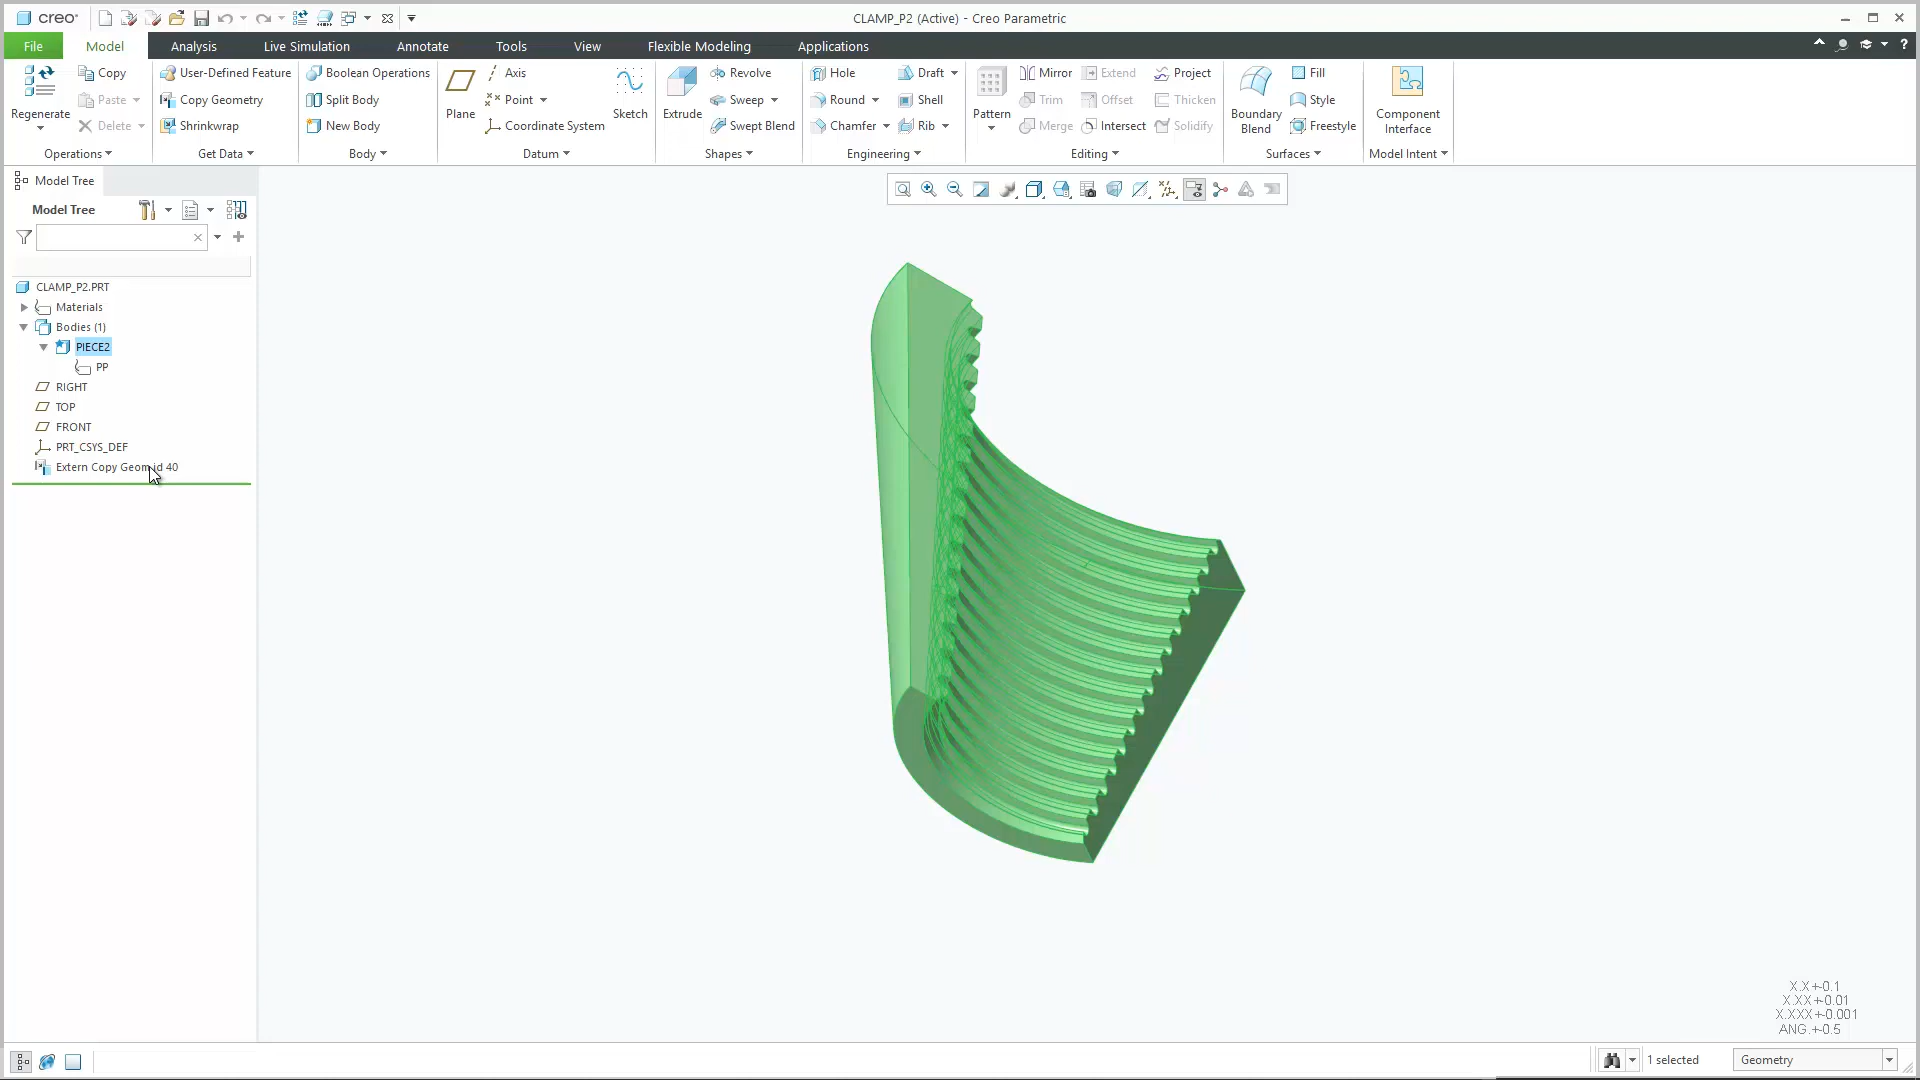 creo®
CLAMP_P2 (Active) - Creo Parametric
File
Model
Analysis
Live Simulation
Annotate
Tools
View
Flexible Modeling
Applications
?
Regenerate
Copy
Paste
Delete
Operations
User-Defined Feature
Copy Geometry
Shrinkwrap
Get Data
Boolean Operations
Split Body
New Body
Body
Plane
Axis
Point
Coordinate System
Sketch
Datum
Extrude
Revolve
Sweep
Swept Blend
Shapes
Hole
Round
Chamfer
Draft
Shell
Rib
Engineering
Pattern
Mirror
Trim
Merge
Extend
Offset
Intersect
Project
Thicken
Solidify
Editing
Boundary
Blend
Fill
Style
Freestyle
Surfaces
Component
Interface
Model Intent
Model Tree
Model Tree
CLAMP_P2.PRT
Materials
Bodies (1)
PIECE2
PP
RIGHT
TOP
FRONT
PRT_CSYS_DEF
Extern Copy Geom id 40
X.X+-0.1
X.XX+-0.01
X.XXX+-0.001
ANG.+-0.5
1 selected
Geometry